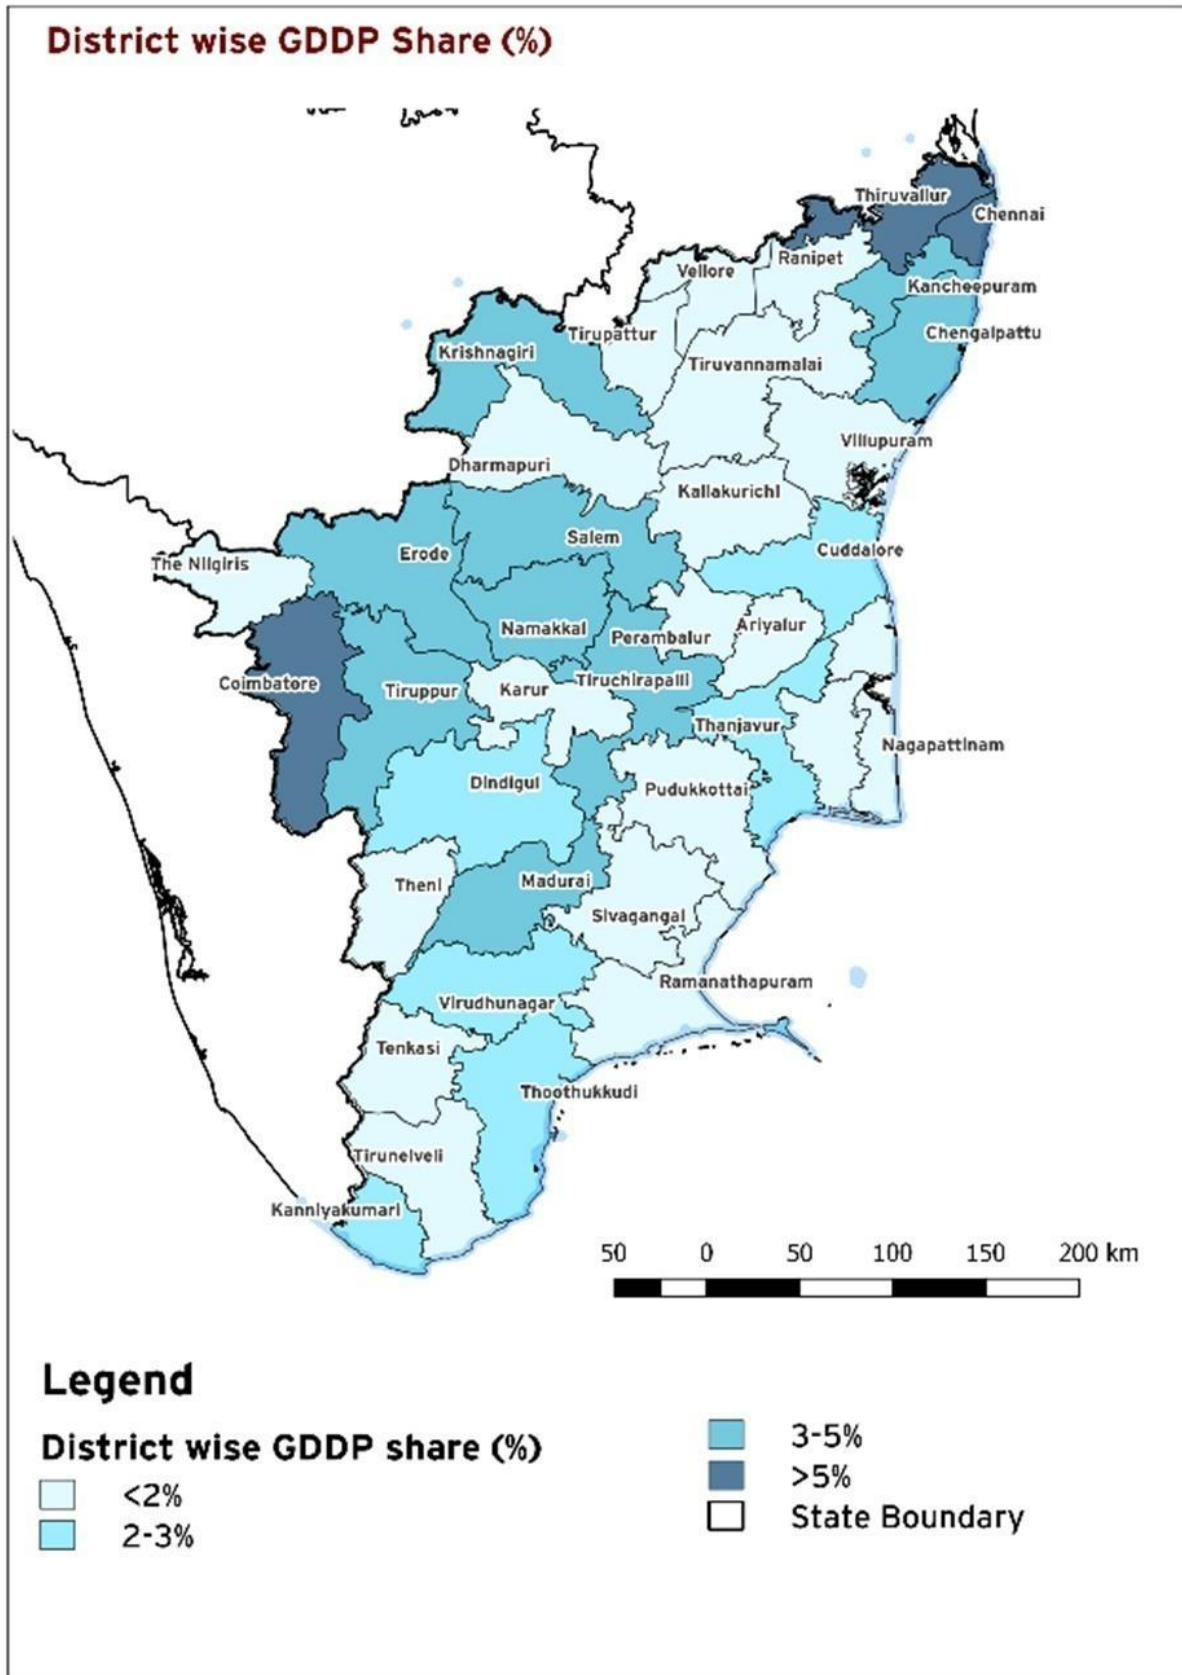 District wise GDDP Share (%)
Thiruvallur
Chennai
Ranipet
Vellore
Kancheepuram
Tirupattur
Chengalpattu
Krishnagiri
Tiruvannamalai
Villupuram
Dharmapuri
Kallakurichi
Salem
Cuddalore
Erode
The Nilgiris
Namakkal
Perambalur
Ariyalur
Coimbatore
Tiruppur
Karur
Tiruchirapalli
Thanjavur
Nagapattinam
Dindigul
Pudukkottai
Theni
Madurai
Sivagangai
Ramanathapuram
Virudhunagar
Tenkasi
Thoothukkudi
Tirunelveli
Kanniyakumari
50 0 50 100 150 200 km
Legend
District wise GDDP share (%)
<2%
2-3%
3-5%
>5%
State Boundary